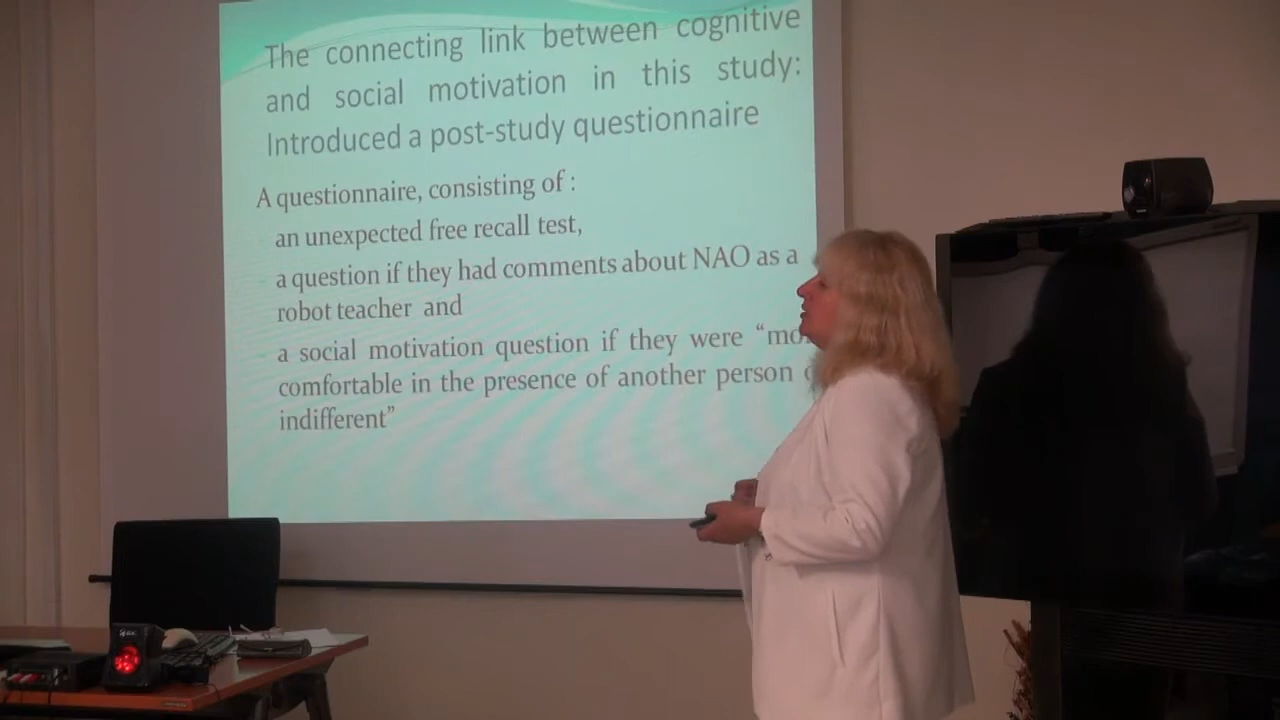 The connecting link between cognitive
and social motivation in this study:
Introduced a post-study questionnaire
A questionnaire, consisting of :
an unexpected free recall test,
a question if they had comments about NAO as a
robot teacher and
a social motivation question if they were “mo
comfortable in the presence of another person
indifferent”